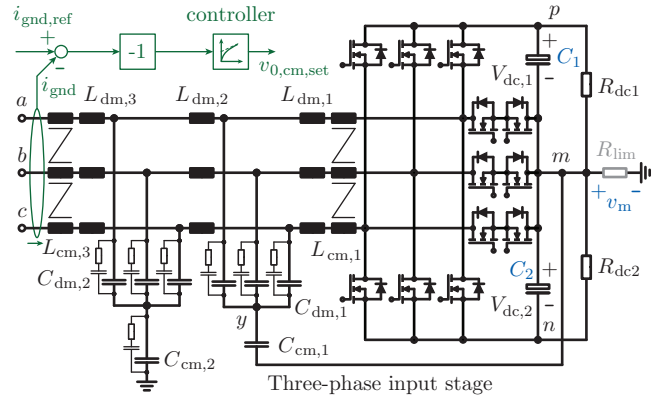 i_gnd,ref
controller
+
-
-1
i_gnd
v_0,cm,set
p
+
C_1
V_dc,1
-
R_dc1
a
L_dm,3
L_dm,2
L_dm,1
b
m
R_lim
+ v_m -
c
L_cm,3
L_cm,1
C_dm,2
C_dm,1
y
C_2
+
V_dc,2
-
R_dc2
n
C_cm,2
C_cm,1
Three-phase input stage